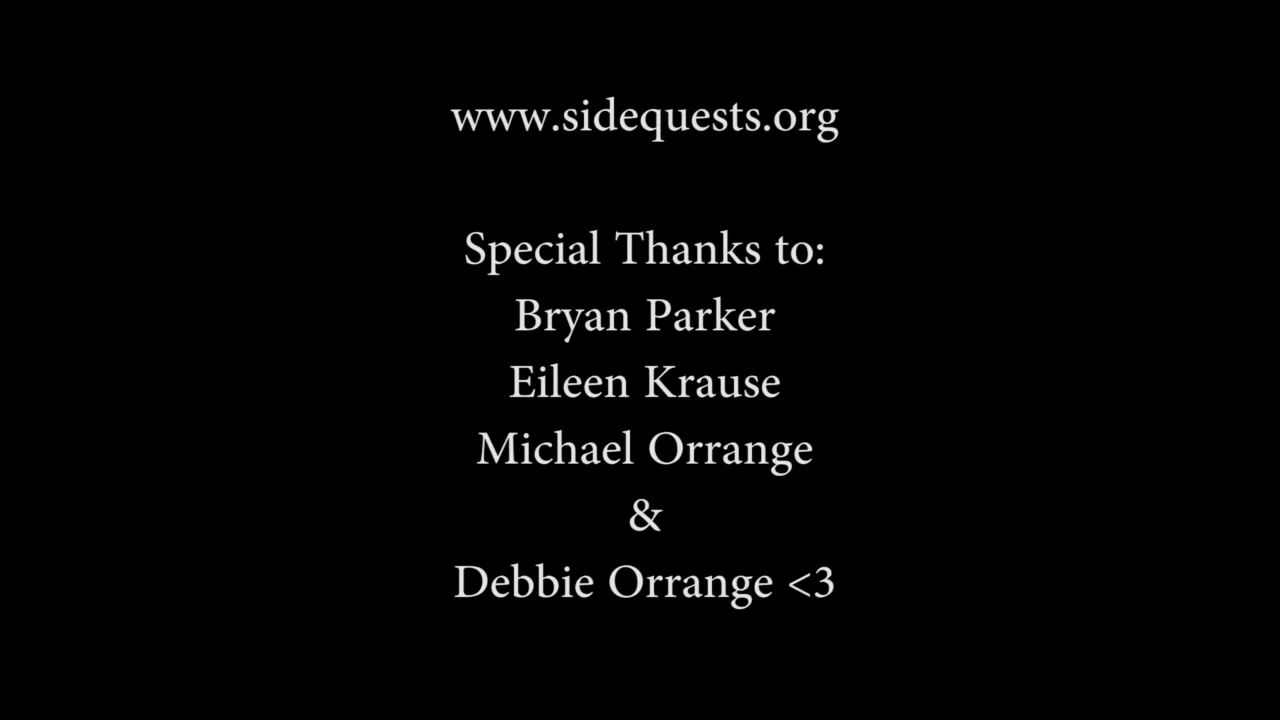 www.sidequests.org
Special Thanks to:
Bryan Parker
Eileen Krause
Michael Orrange
&
Debbie Orrange <3